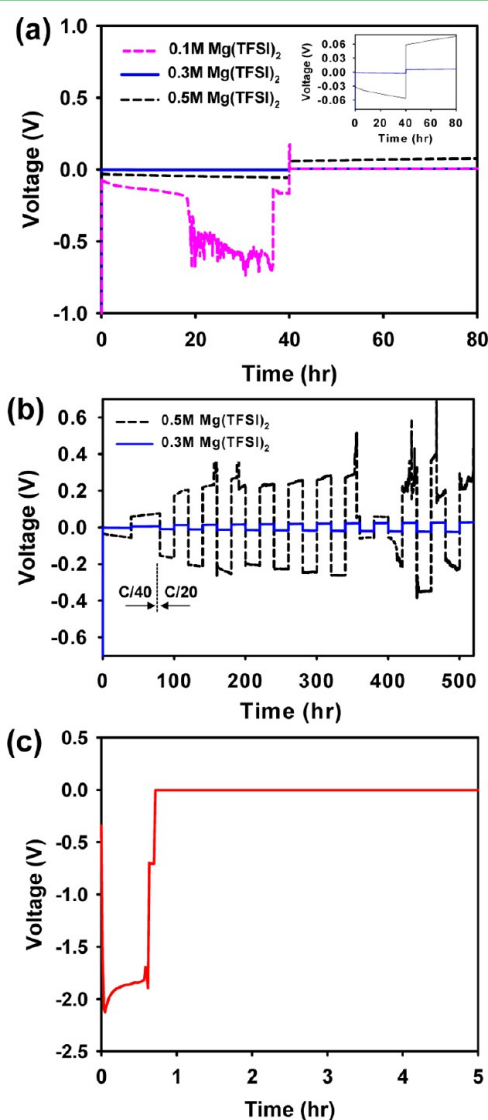 (a)
0.1M Mg(TFSI)2
0.3M Mg(TFSI)2
0.5M Mg(TFSI)2
1.0
0.5
0.0
-0.5
-1.0
Voltage (V)
0 20 40 60 80
Time (hr)
0.06
0.03
0.00
-0.03
-0.06
Voltage (V)
0 20 40 60 80
Time (hr)
(b)
0.5M Mg(TFSI)2
0.3M Mg(TFSI)2
0.6
0.4
0.2
0.0
-0.2
-0.4
-0.6
Voltage (V)
C/40 C/20
0 100 200 300 400 500
Time (hr)
(c)
0.5
0.0
-0.5
-1.0
-1.5
-2.0
-2.5
Voltage (V)
0 1 2 3 4 5
Time (hr)